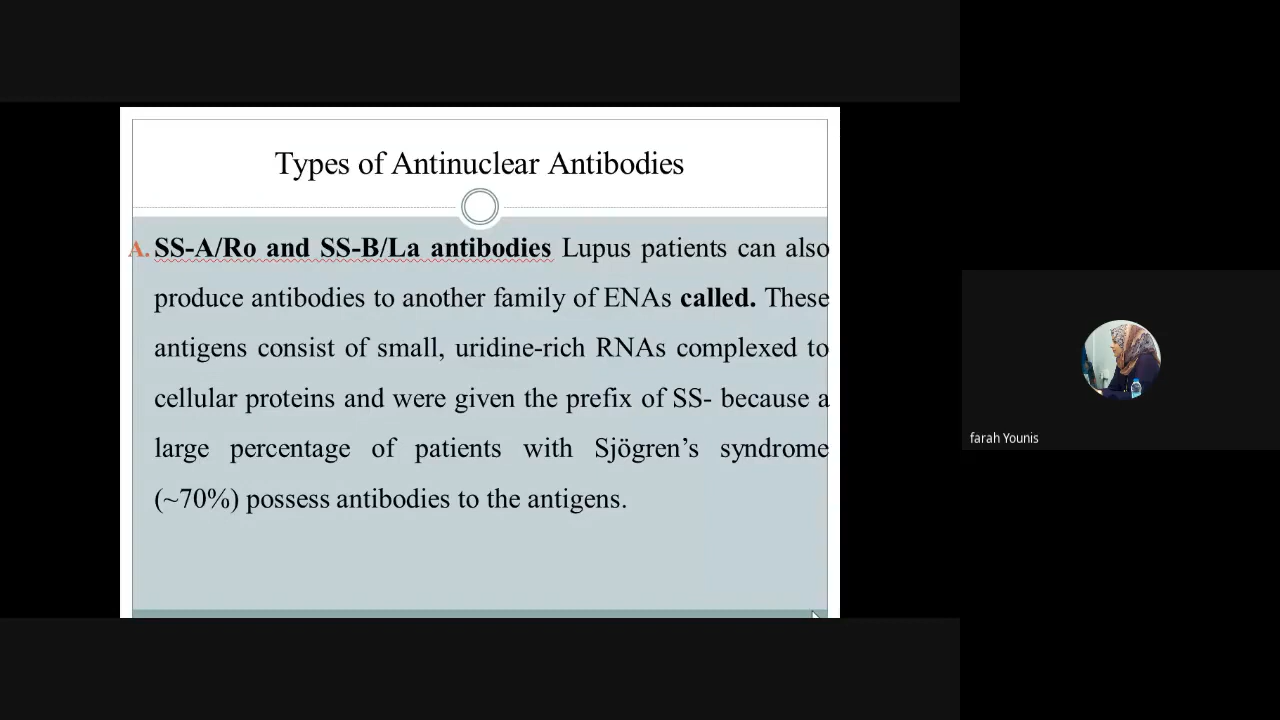 Types of Antinuclear Antibodies
A. SS-A/Ro and SS-B/La antibodies Lupus patients can also
produce antibodies to another family of ENAs called. These
antigens consist of small, uridine-rich RNAs complexed to
cellular proteins and were given the prefix of SS- because a
large percentage of patients with Sjögren’s syndrome
(~70%) possess antibodies to the antigens.
farah Younis